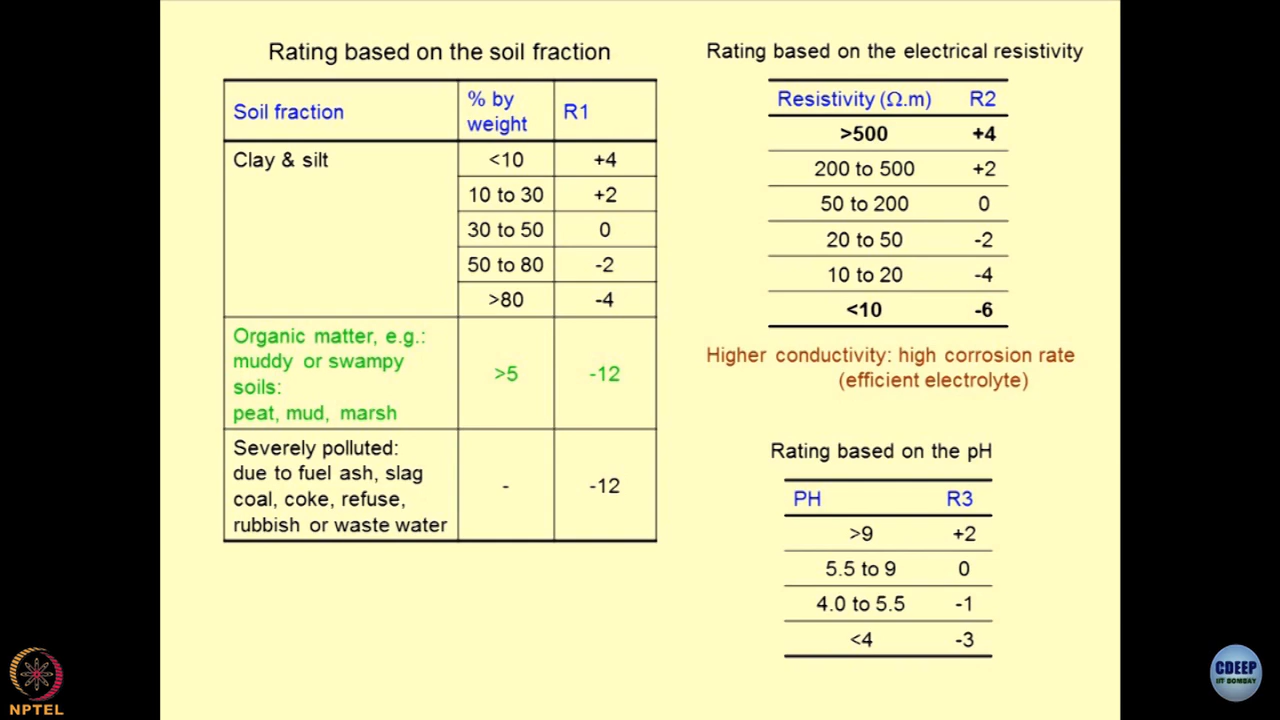 Rating based on the soil fraction
Soil fraction % by weight R1
Clay & silt <10 +4
10 to 30 +2
30 to 50 0
50 to 80 -2
>80 -4
Organic matter, e.g.:
muddy or swampy
soils:
peat, mud, marsh
>5 -12
Severely polluted:
due to fuel ash, slag
coal, coke, refuse,
rubbish or waste water
- -12
Rating based on the electrical resistivity
Resistivity (Ω.m) R2
>500 +4
200 to 500 +2
50 to 200 0
20 to 50 -2
10 to 20 -4
<10 -6
Higher conductivity: high corrosion rate
(efficient electrolyte)
Rating based on the pH
PH R3
>9 +2
5.5 to 9 0
4.0 to 5.5 -1
<4 -3
NPTEL
CDEEP
IIT BOMBAY